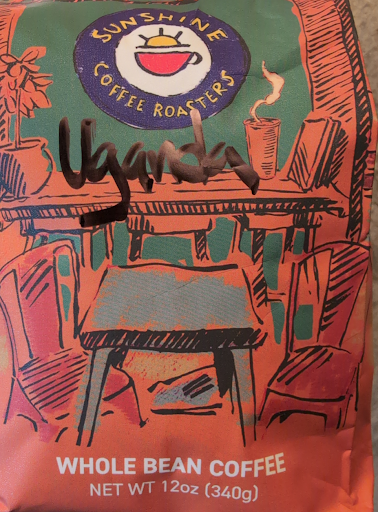 SUNSHINE
COFFEE ROASTERS
Uganda
WHOLE BEAN COFFEE
NET WT 12oz (340g)